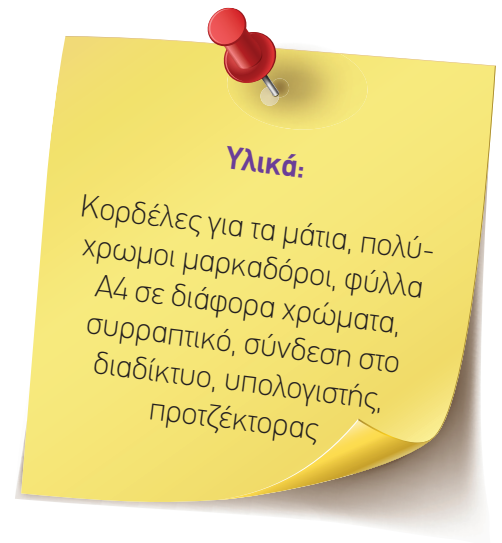 Υλικά:
Κορδέλες για τα μάτια, πολύ-
χρωμοι μαρκαδόροι, φύλλα
Α4 σε διάφορα χρώματα,
συρραπτικό, σύνδεση στο
διαδίκτυο, υπολογιστής,
προτζέκτορας